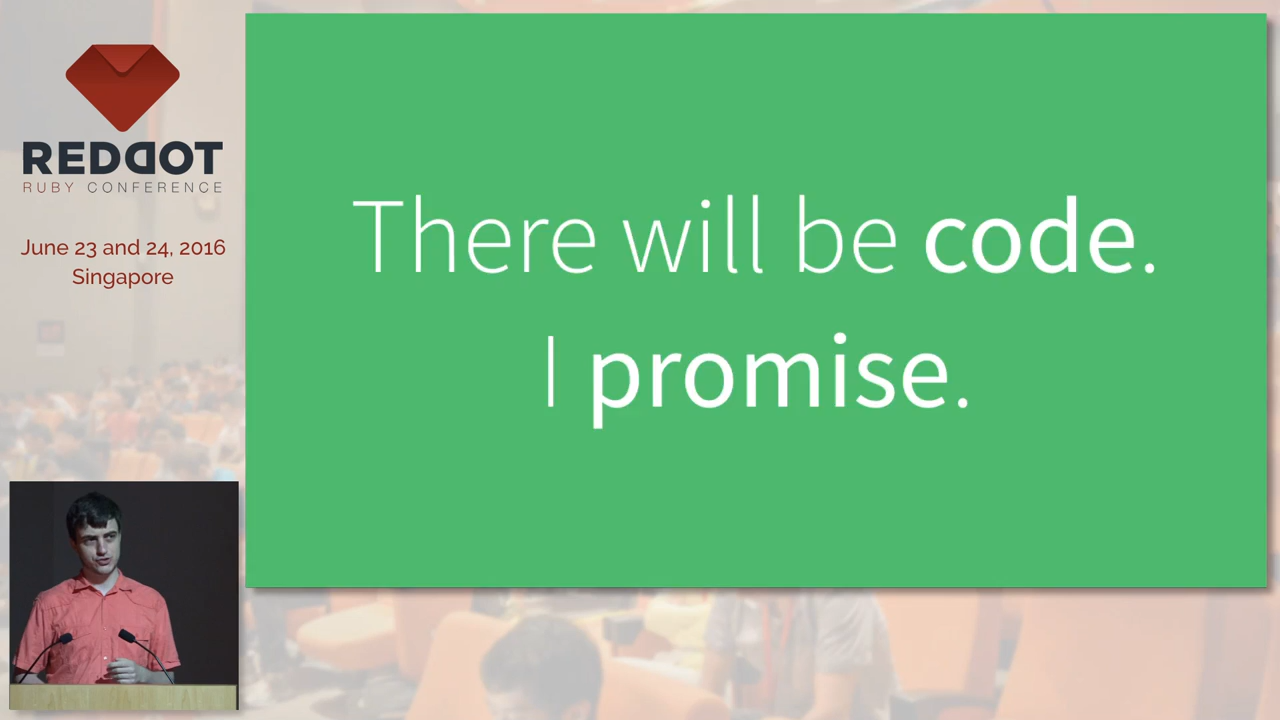 REDDOT
RUBY CONFERENCE
June 23 and 24, 2016
Singapore
There will be code.
I promise.